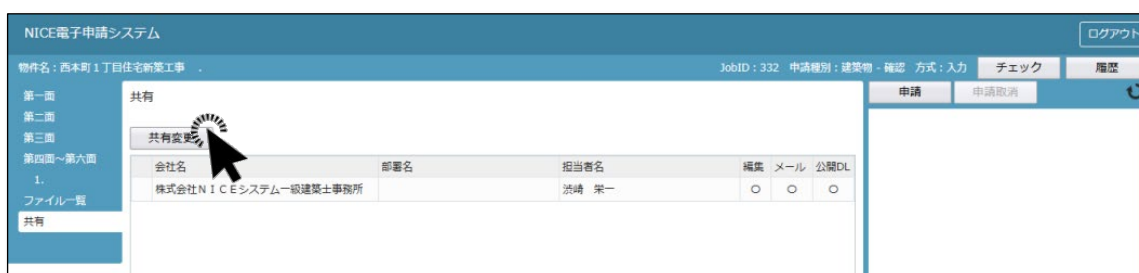 NICE電子申請システム
ログアウト
物件名：西本町１丁目住宅新築工事　.
JobID：332　申請種別：建築物 - 確認　方式：入力
チェック
履歴
第一面
第二面
第三面
第四面～第六面
1.
ファイル一覧
共有
共有
共有変更
会社名　部署名　担当者名　編集　メール　公開DL
株式会社ＮＩＣＥシステム一級建築士事務所　渋崎　栄一　○　○　○
申請
申請取消